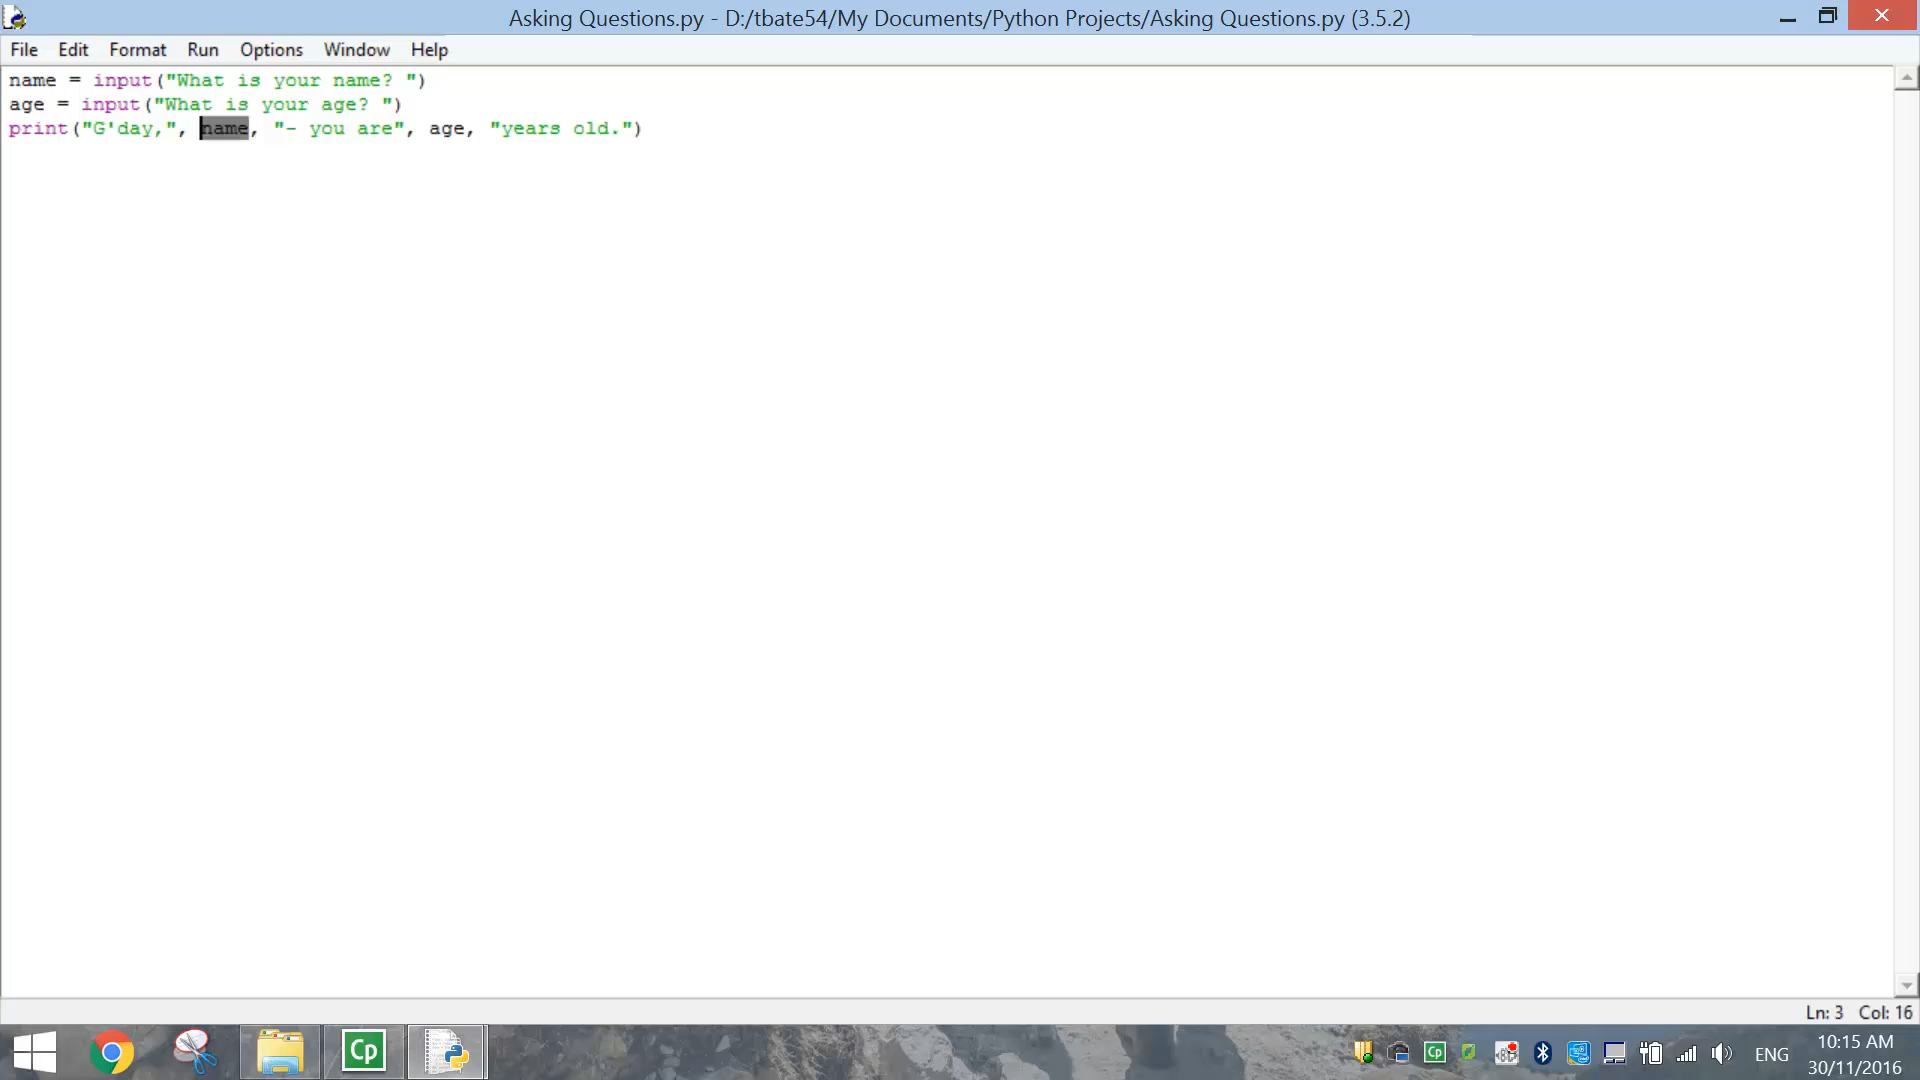 Asking Questions.py - D:/tbate54/My Documents/Python Projects/Asking Questions.py (3.5.2)
File Edit Format Run Options Window Help
name = input("What is your name? ")
age = input("What is your age? ")
print("G'day,", name, "- you are", age, "years old.")
Ln: 3 Col: 16
Cp
Cp
ENG
10:15 AM
30/11/2016